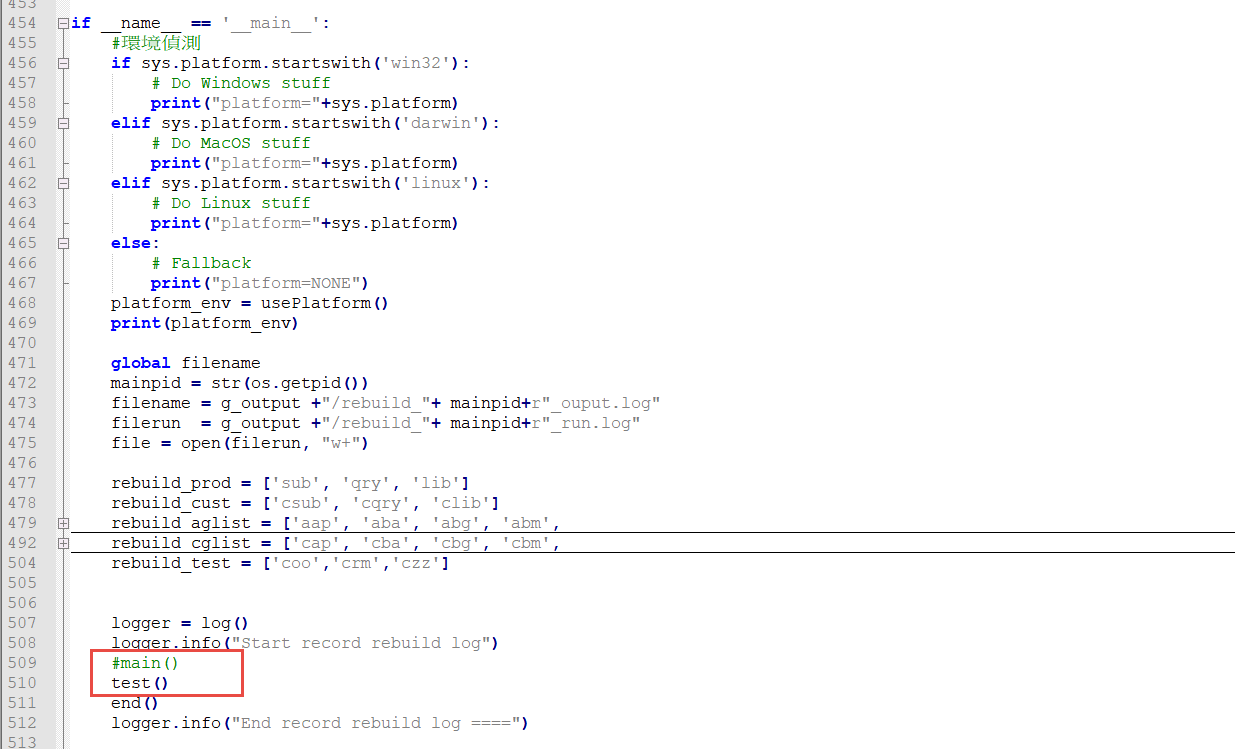 453
454 if __name__ == '__main__':
455 #環境偵測
456 if sys.platform.startswith('win32'):
457 # Do Windows stuff
458 print("platform="+sys.platform)
459 elif sys.platform.startswith('darwin'):
460 # Do MacOS stuff
461 print("platform="+sys.platform)
462 elif sys.platform.startswith('linux'):
463 # Do Linux stuff
464 print("platform="+sys.platform)
465 else:
466 # Fallback
467 print("platform=NONE")
468 platform_env = usePlatform()
469 print(platform_env)
470
471 global filename
472 mainpid = str(os.getpid())
473 filename = g_output +"/rebuild_"+ mainpid+r"_ouput.log"
474 filerun  = g_output +"/rebuild_"+ mainpid+r"_run.log"
475 file = open(filerun, "w+")
476
477 rebuild_prod = ['sub', 'qry', 'lib']
478 rebuild_cust = ['csub', 'cqry', 'clib']
479 rebuild_aglist = ['aap', 'aba', 'abg', 'abm',
492 rebuild_cglist = ['cap', 'cba', 'cbg', 'cbm',
504 rebuild_test = ['coo','crm','czz']
505
506
507 logger = log()
508 logger.info("Start record rebuild log")
509 #main()
510 test()
511 end()
512 logger.info("End record rebuild log ====")
513